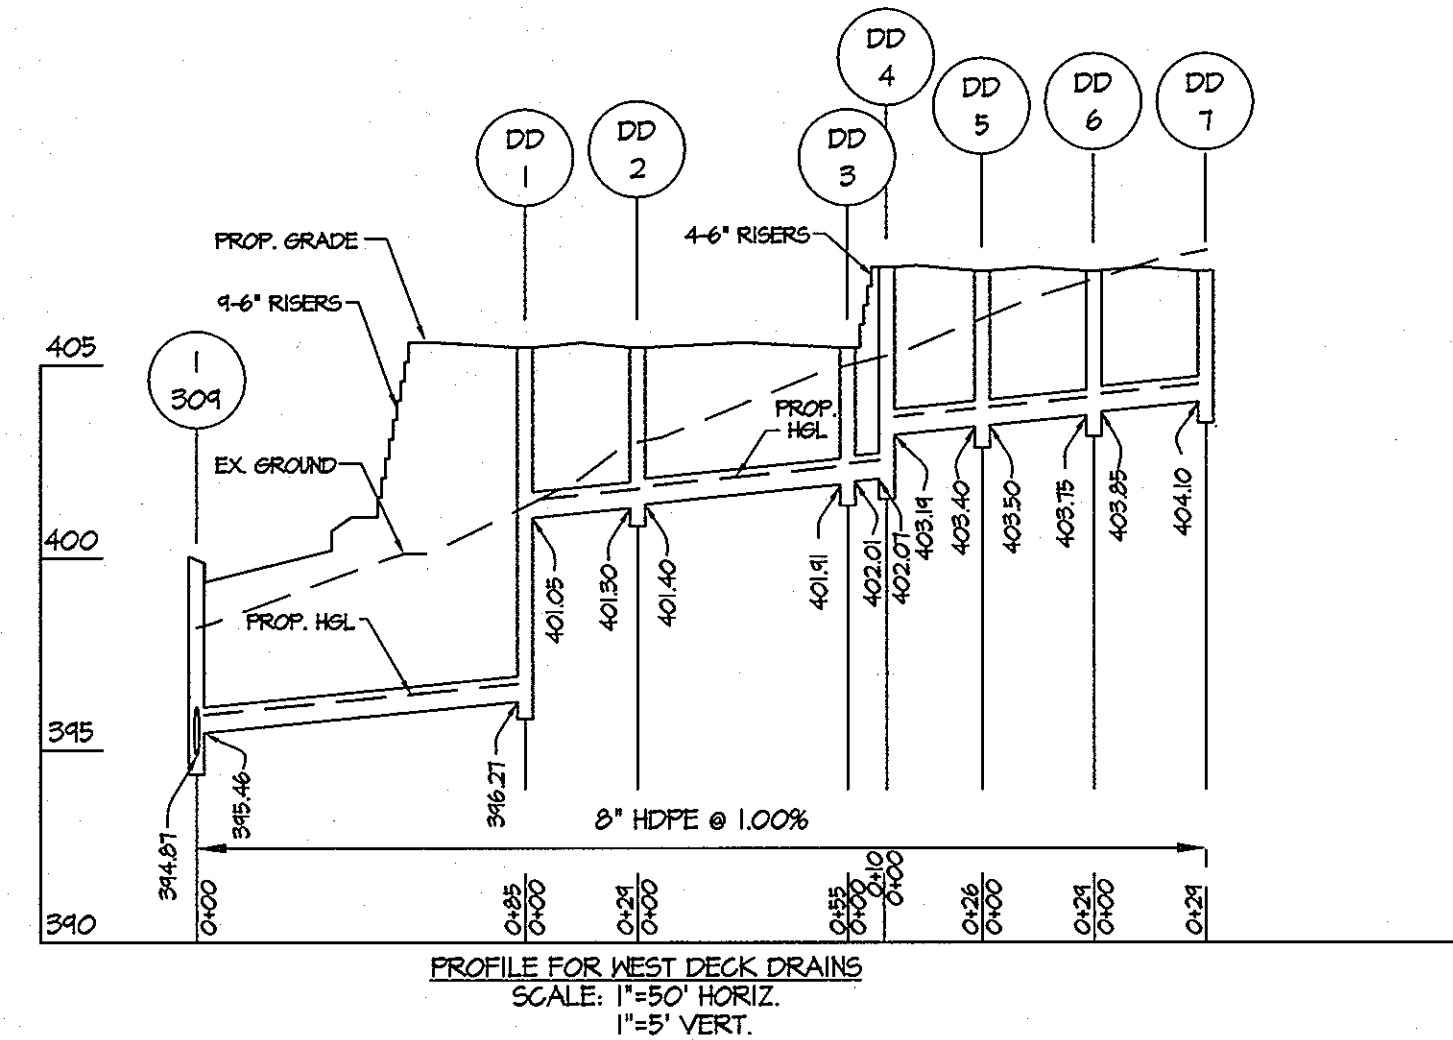 DD
4
DD
5
DD
6
DD
7
DD
1
DD
2
DD
3
PROP. GRADE
4-6" RISERS
9-6" RISERS
405
1
309
PROP.
HGL
EX. GROUND
400
PROP. HGL
401.05
401.30
401.40
401.91
402.01
402.07
403.19
403.40
403.50
403.75
403.85
404.10
395
394.87
395.46
396.27
8" HDPE @ 1.00%
390
0+00
0+85
0+00
0+29
0+00
0+55
0+00
0+10
0+00
0+26
0+00
0+29
0+00
0+29
PROFILE FOR WEST DECK DRAINS
SCALE: 1"=50' HORIZ.
1"=5' VERT.